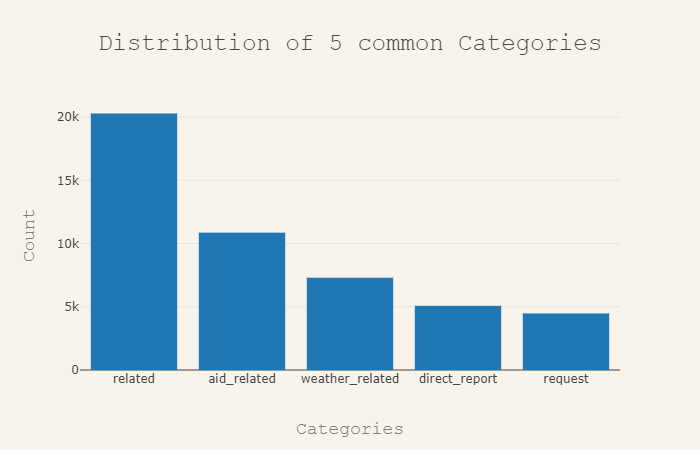 Distribution of 5 common Categories
20k
15k
10k
5k
0
Count
related aid_related weather_related direct_report request
Categories